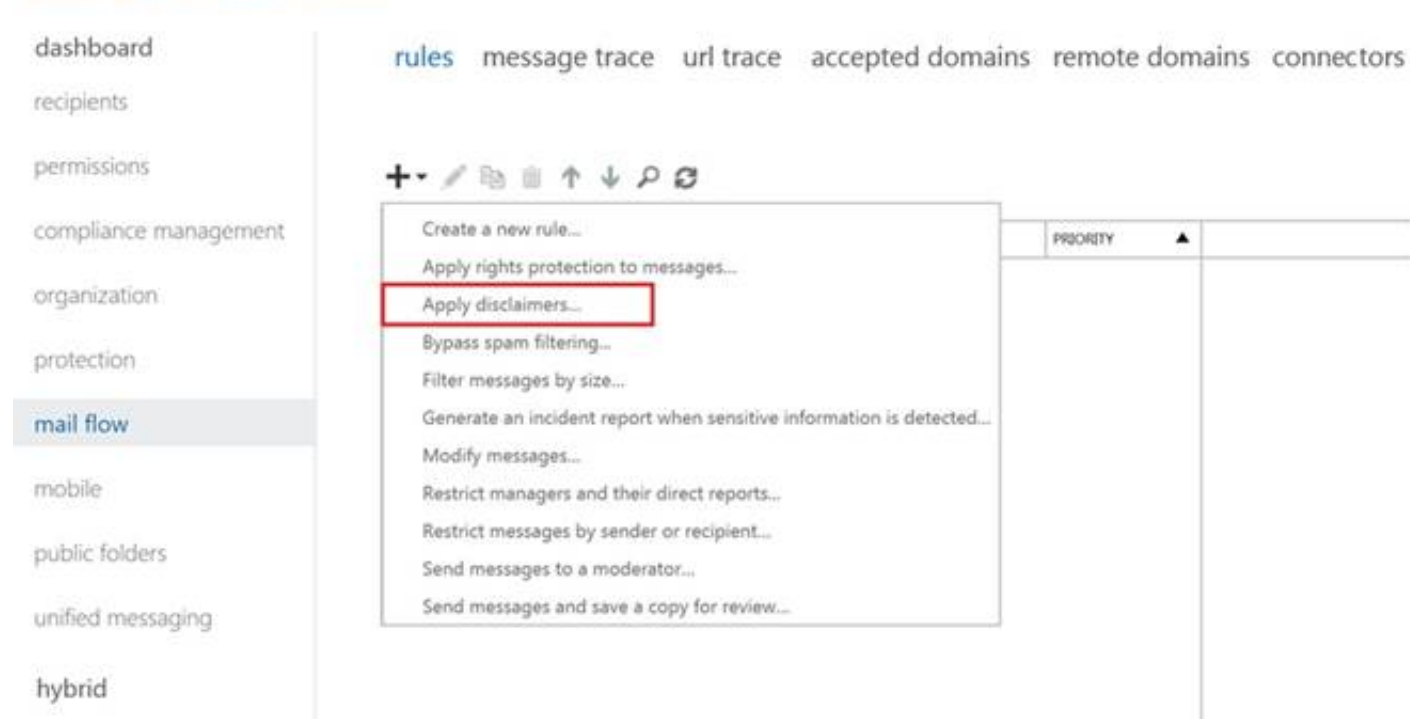 dashboard
recipients
permissions
compliance management
organization
protection
mail flow
mobile
public folders
unified messaging
hybrid
rules message trace url trace accepted domains remote domains connectors
Create a new rule...
Apply rights protection to messages...
Apply disclaimers...
Bypass spam filtering...
Filter messages by size...
Generate an incident report when sensitive information is detected...
Modify messages...
Restrict managers and their direct reports...
Restrict messages by sender or recipient...
Send messages to a moderator...
Send messages and save a copy for review...
PRIORITY